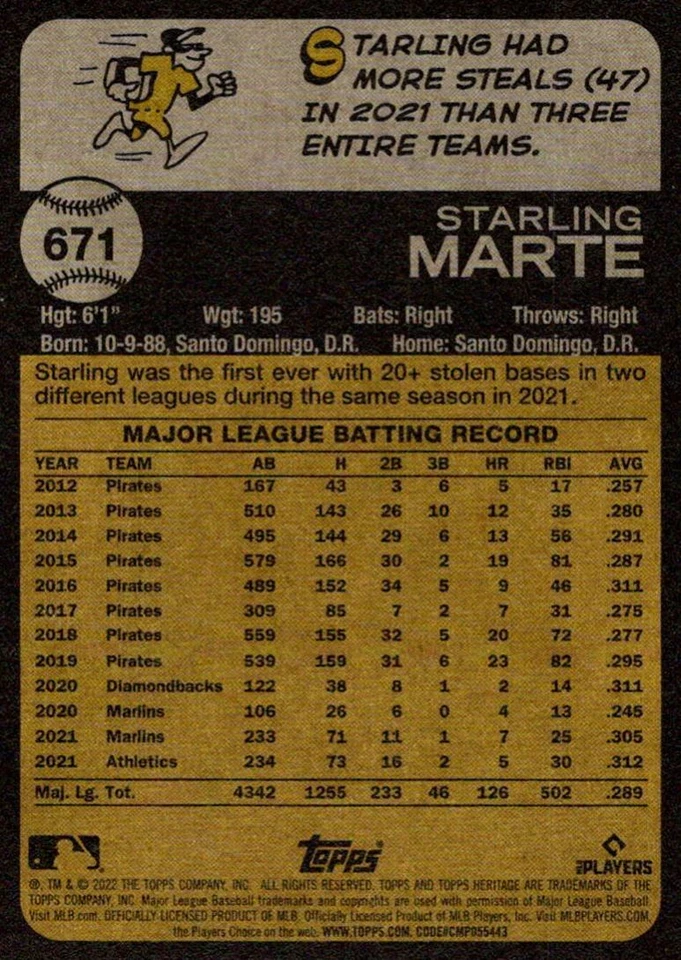 STARLING HAD
MORE STEALS (47)
IN 2021 THAN THREE
ENTIRE TEAMS.
671
STARLING
MARTE
Hgt: 6'1" Wgt: 195 Bats: Right Throws: Right
Born: 10-9-88, Santo Domingo, D.R. Home: Santo Domingo, D.R.
Starling was the first ever with 20+ stolen bases in two
different leagues during the same season in 2021.
MAJOR LEAGUE BATTING RECORD
YEAR TEAM AB H 2B 3B HR RBI AVG
2012 Pirates 167 43 3 6 5 17 .257
2013 Pirates 510 143 26 10 12 35 .280
2014 Pirates 495 144 29 6 13 56 .291
2015 Pirates 579 166 30 2 19 81 .287
2016 Pirates 489 152 34 5 9 46 .311
2017 Pirates 309 85 7 2 7 31 .275
2018 Pirates 559 155 32 5 20 72 .277
2019 Pirates 539 159 31 6 23 82 .295
2020 Diamondbacks 122 38 8 1 2 14 .311
2020 Marlins 106 26 6 0 4 13 .245
2021 Marlins 233 71 11 1 7 25 .305
2021 Athletics 234 73 16 2 5 30 .312
Maj. Lg. Tot. 4342 1255 233 46 126 502 .289
Topps
PLAYERS
®, TM & © 2022 THE TOPPS COMPANY, INC. ALL RIGHTS RESERVED. TOPPS AND TOPPS HERITAGE ARE TRADEMARKS OF THE
TOPPS COMPANY, INC. Major League Baseball trademarks and copyrights are used with permission of Major League Baseball.
Visit MLB.com. OFFICIALLY LICENSED PRODUCT OF MLB. Officially Licensed Product of MLB Players, Inc. Visit MLBPLAYERS.COM,
the Players Choice on the web. WWW.TOPPS.COM. CODE#CMP055443